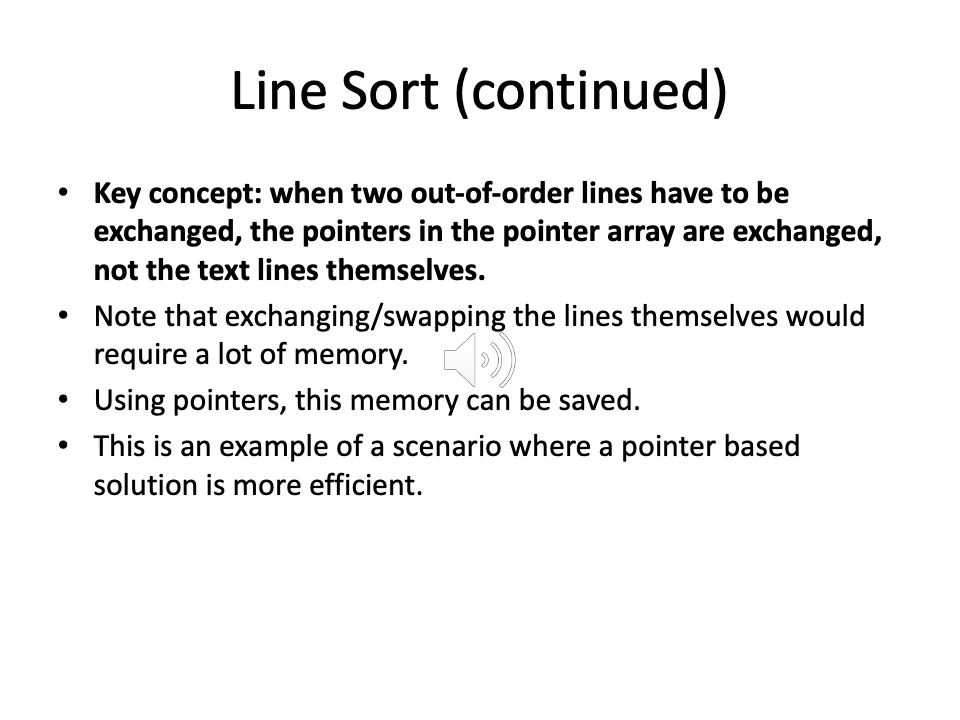 Line Sort (continued)
• Key concept: when two out-of-order lines have to be
exchanged, the pointers in the pointer array are exchanged,
not the text lines themselves.
• Note that exchanging/swapping the lines themselves would
require a lot of memory.
• Using pointers, this memory can be saved.
• This is an example of a scenario where a pointer based
solution is more efficient.